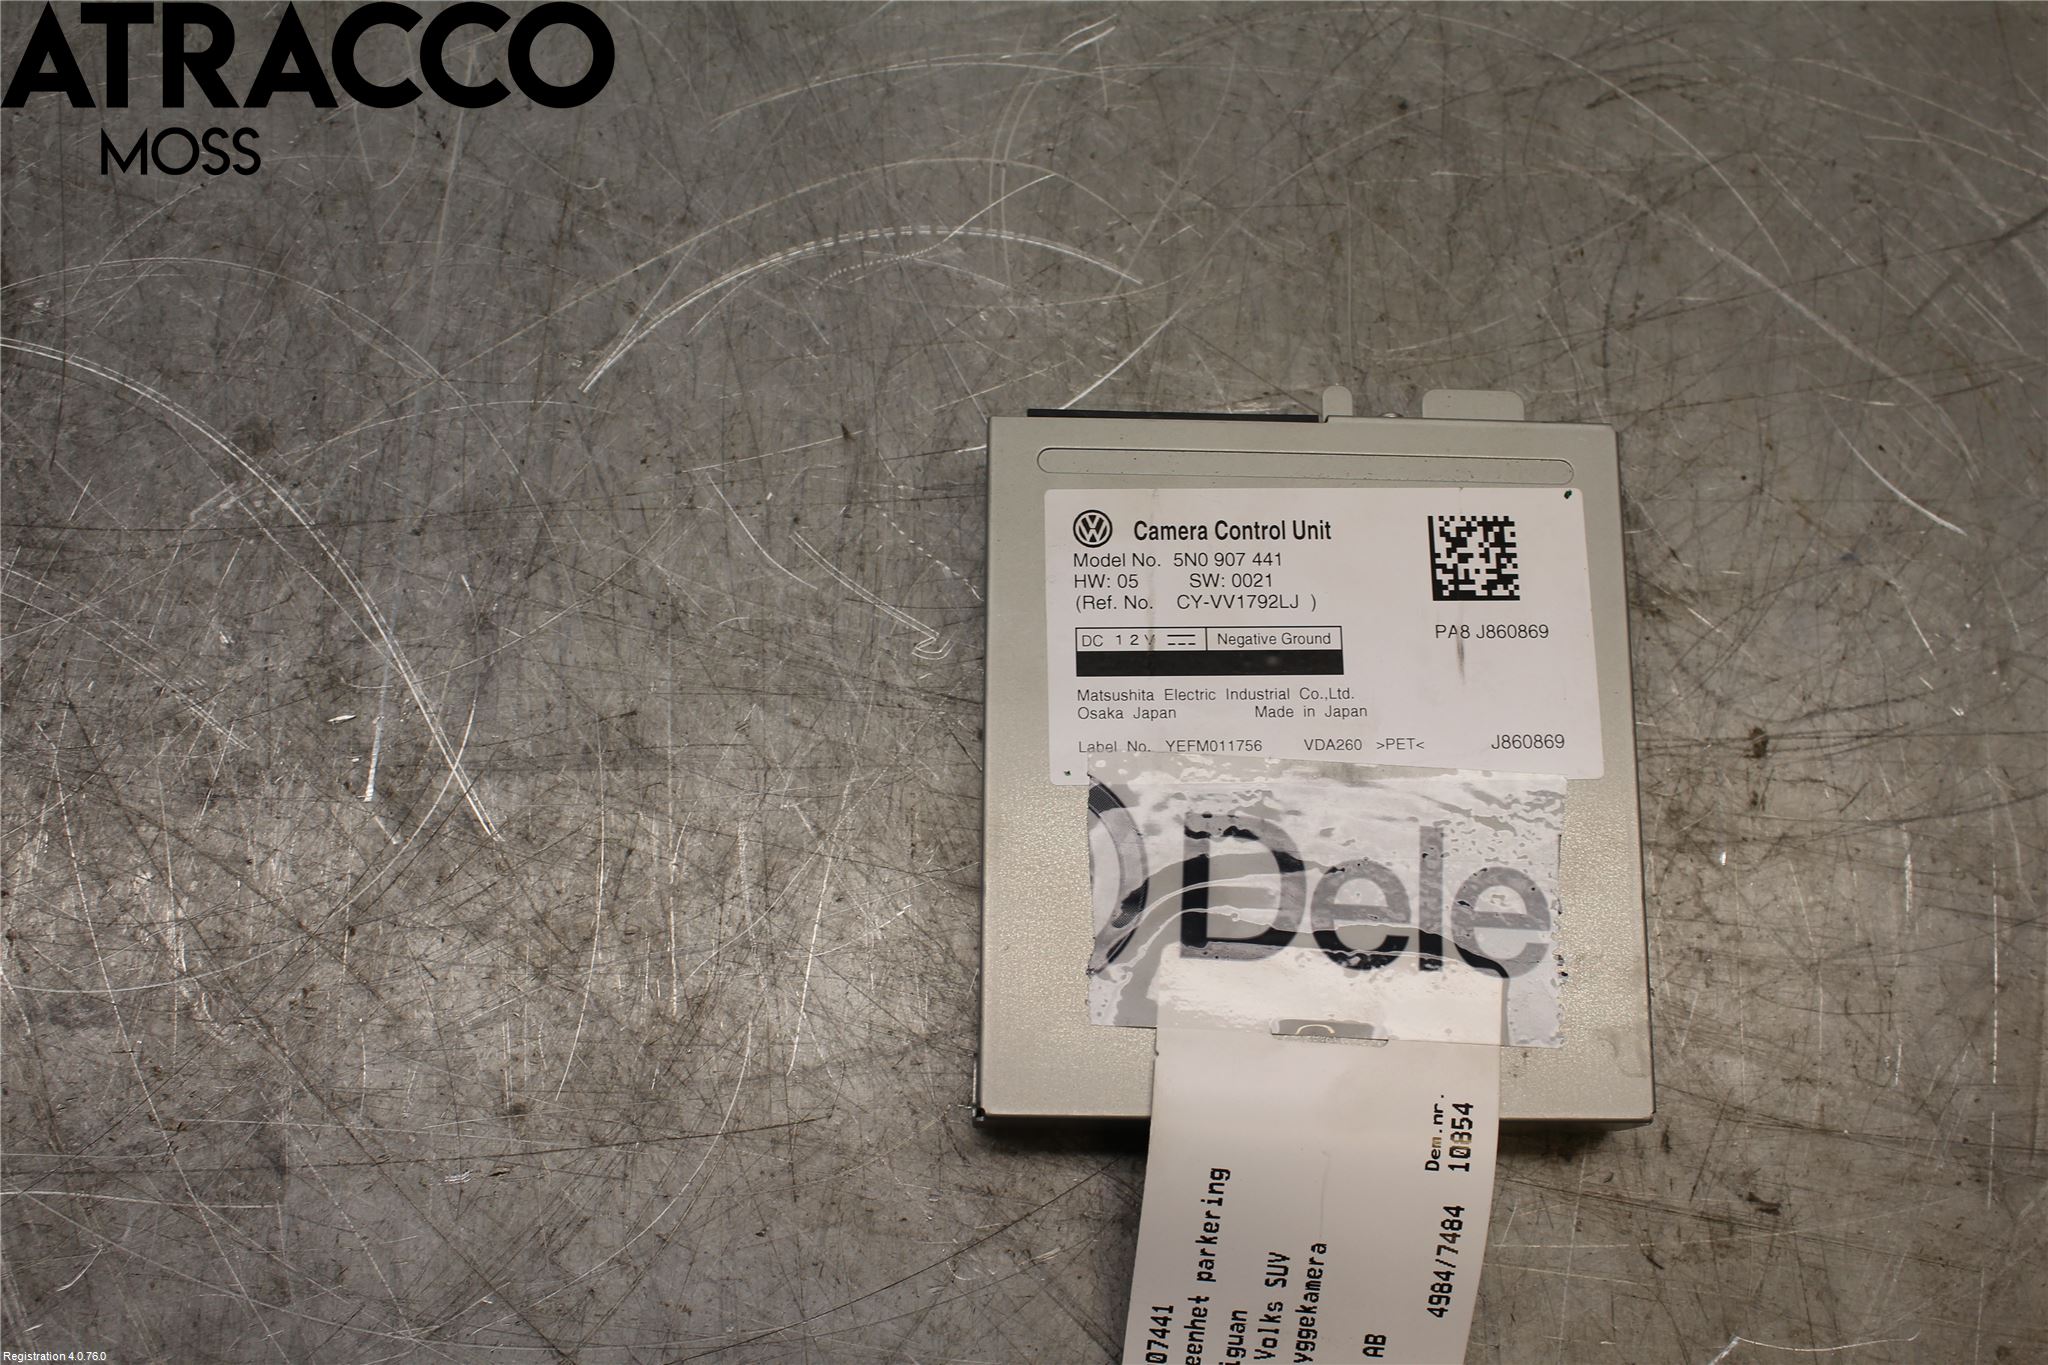 ATRACCO
MOSS
Camera Control Unit
Model No. 5N0 907 441
HW: 05 SW: 0021
(Ref. No. CY-VV1792LJ )
DC 12V Negative Ground
PA8 J860869
Matsushita Electric Industrial Co.,Ltd.
Osaka Japan Made in Japan
Label No. YEFM011756 VDA260 >PET< J860869
Dele
07441
eenhet parkering
iguan
Volks SUV
yggekamera
AB
4984/7484
Dem.nr.
10854
Registration 4.0.76.0